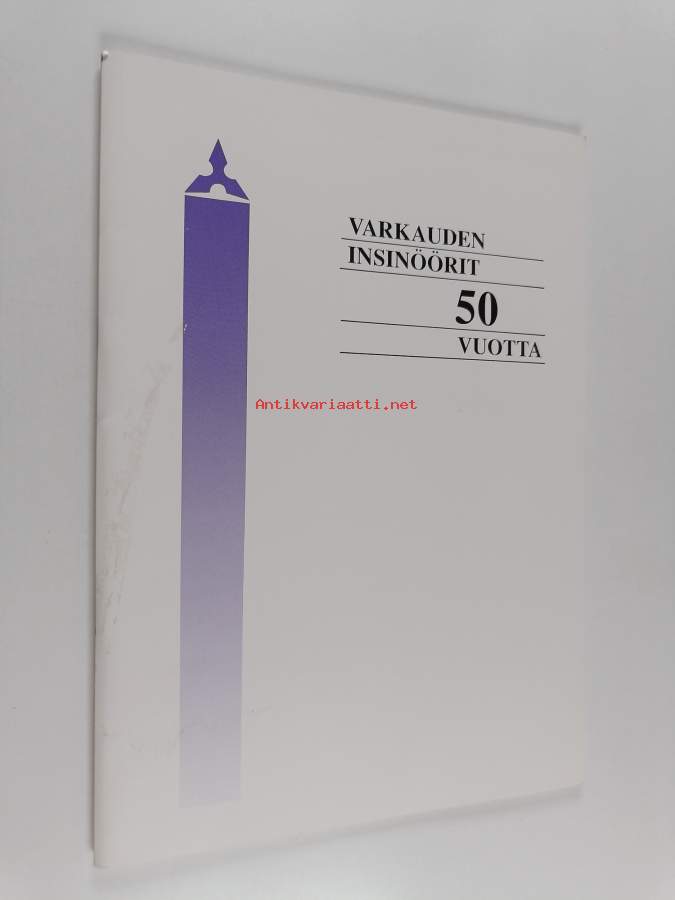 VARKAUDEN
INSINÖÖRIT
50
VUOTTA
Antikvariaatti.net